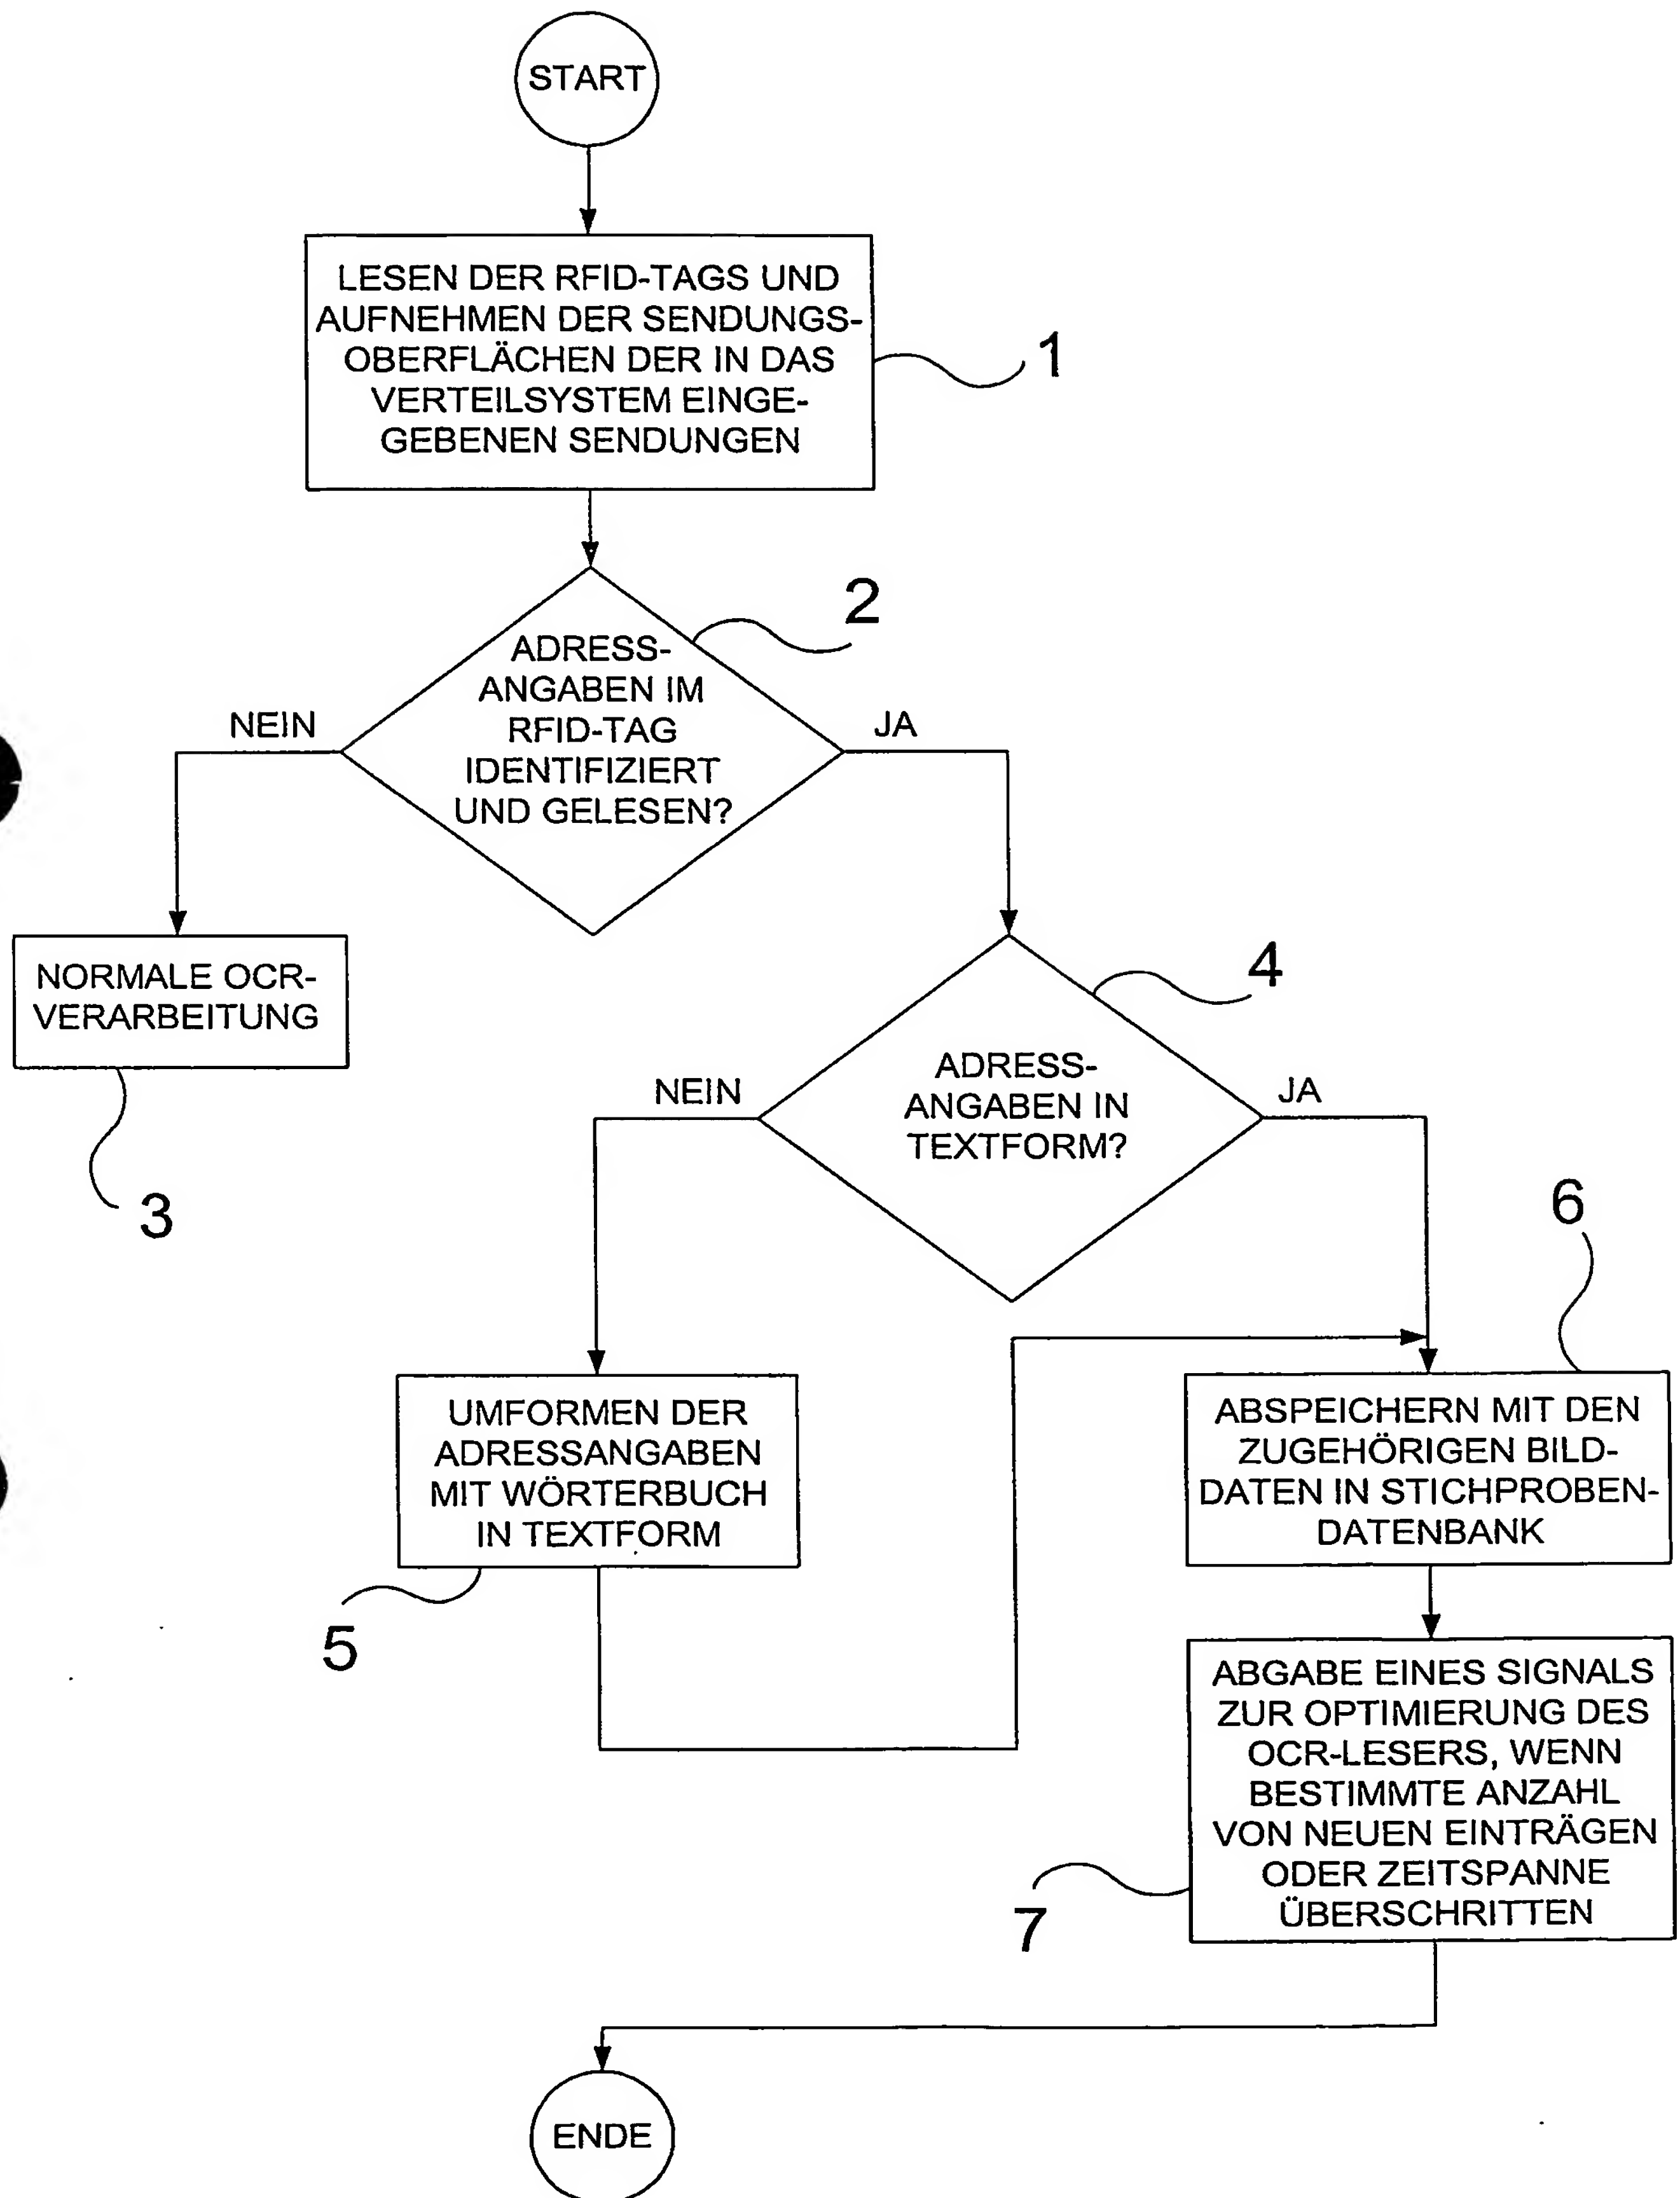 START
LESEN DER RFID-TAGS UND
AUFNEHMEN DER SENDUNGS-
OBERFLÄCHEN DER IN DAS
VERTEILSYSTEM EINGE-
GEBENEN SENDUNGEN
1
2
ADRESS-
ANGABEN IM
RFID-TAG
IDENTIFIZIERT
UND GELESEN?
NEIN
JA
NORMALE OCR-
VERARBEITUNG
3
4
ADRESS-
ANGABEN IN
TEXTFORM?
NEIN
JA
UMFORMEN DER
ADRESSANGABEN
MIT WÖRTERBUCH
IN TEXTFORM
5
6
ABSPEICHERN MIT DEN
ZUGEHÖRIGEN BILD-
DATEN IN STICHPROBEN-
DATENBANK
ABGABE EINES SIGNALS
ZUR OPTIMIERUNG DES
OCR-LESERS, WENN
BESTIMMTE ANZAHL
VON NEUEN EINTRÄGEN
ODER ZEITSPANNE
ÜBERSCHRITTEN
7
ENDE